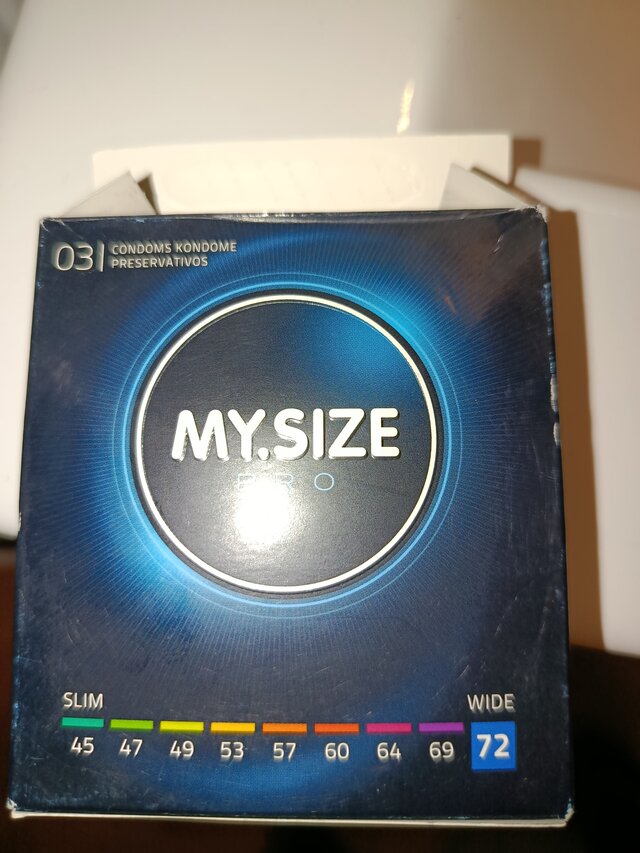 03
CONDOMS KONDOME
PRESERVATIVOS
MY.SIZE
PRO
SLIM
WIDE
45 47 49 53 57 60 64 69 72